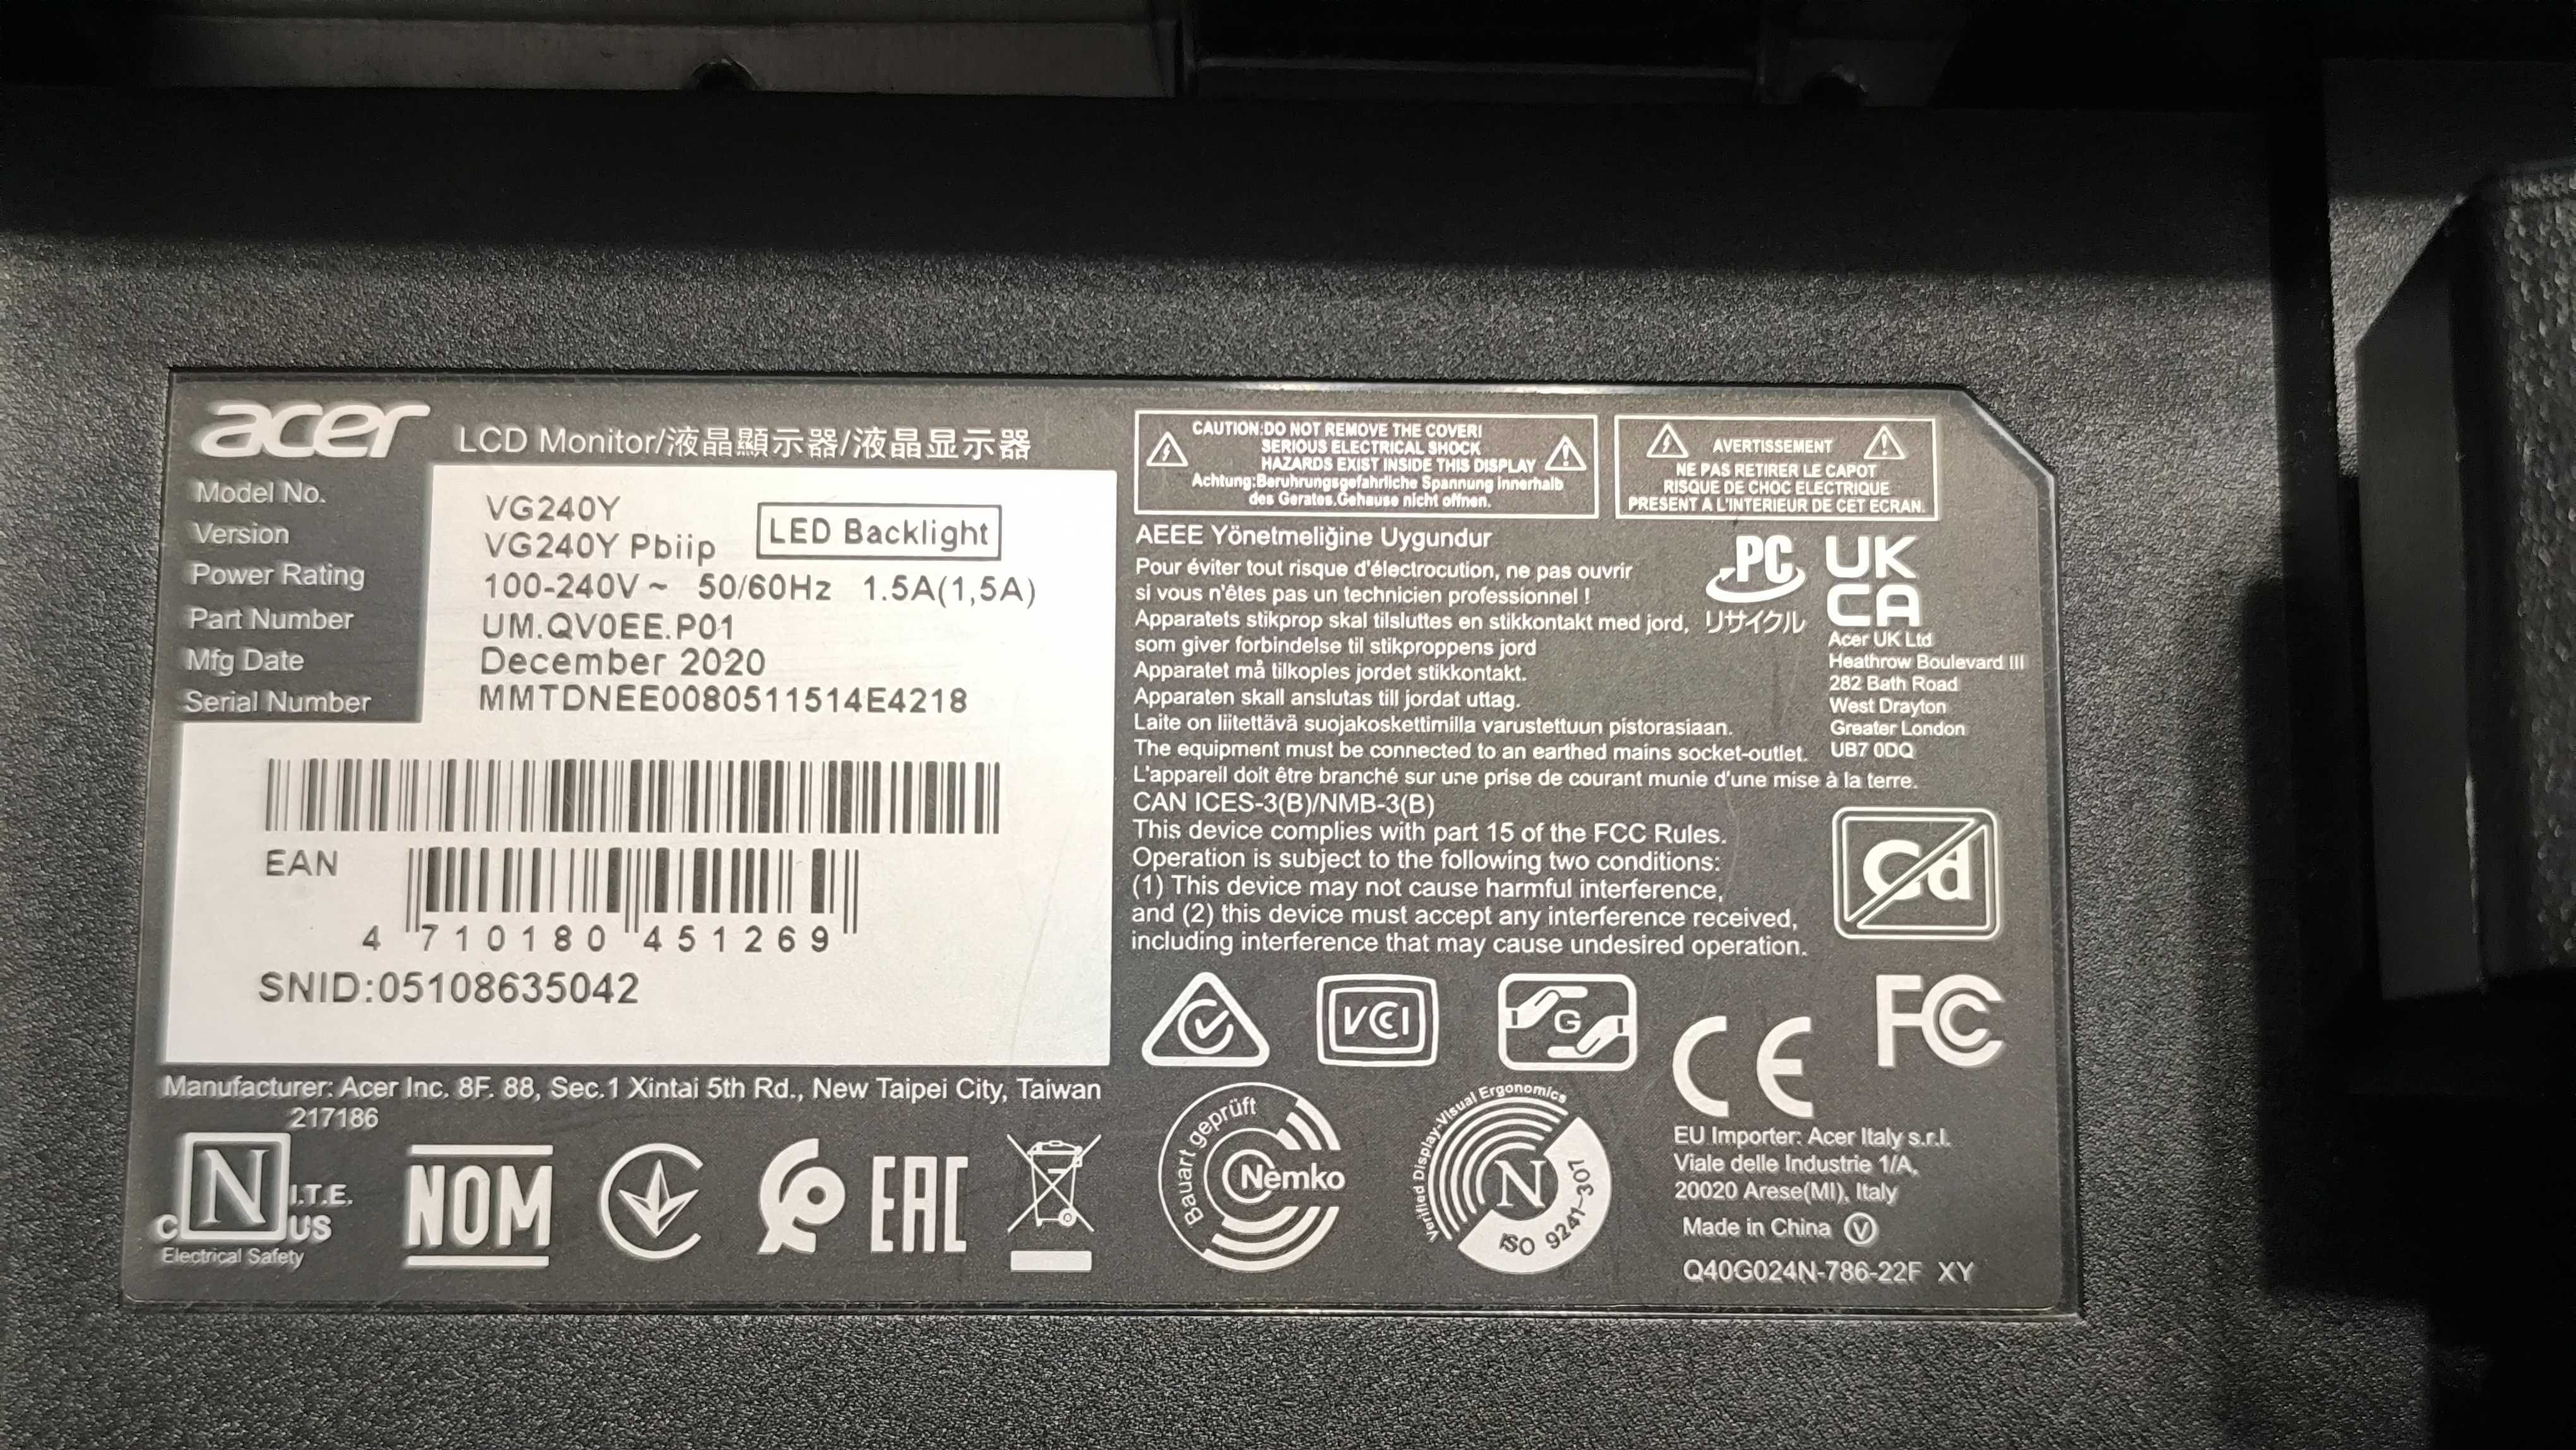 acer LCD Monitor/液晶顯示器/液晶显示器
Model No. VG240Y
Version VG240Y Pbiip
LED Backlight
Power Rating 100-240V ~ 50/60Hz 1.5A(1,5A)
Part Number UM.QV0EE.P01
Mfg Date December 2020
Serial Number MMTDNEE0080511514E4218
EAN
4 710180 451269
SNID:05108635042
Manufacturer: Acer Inc. 8F. 88, Sec.1 Xintai 5th Rd., New Taipei City, Taiwan
217186
N
I.T.E.
C US
Electrical Safety
NOM
EAC
CAUTION:DO NOT REMOVE THE COVER!
SERIOUS ELECTRICAL SHOCK
HAZARDS EXIST INSIDE THIS DISPLAY
Achtung:Beruhrungsgefahrliche Spannung innerhalb
des Gerates.Gehause nicht offnen.
AVERTISSEMENT
NE PAS RETIRER LE CAPOT
RISQUE DE CHOC ELECTRIQUE
PRESENT A L'INTERIEUR DE CET ECRAN.
AEEE Yönetmeliğine Uygundur
Pour éviter tout risque d'électrocution, ne pas ouvrir
si vous n'êtes pas un technicien professionnel !
Apparatets stikprop skal tilsluttes en stikkontakt med jord,
som giver forbindelse til stikproppens jord
Apparatet må tilkoples jordet stikkontakt.
Apparaten skall anslutas till jordat uttag.
Laite on liitettävä suojakoskettimilla varustettuun pistorasiaan.
The equipment must be connected to an earthed mains socket-outlet.
L'appareil doit être branché sur une prise de courant munie d'une mise à la terre.
CAN ICES-3(B)/NMB-3(B)
This device complies with part 15 of the FCC Rules.
Operation is subject to the following two conditions:
(1) This device may not cause harmful interference,
and (2) this device must accept any interference received,
including interference that may cause undesired operation.
PC
リサイクル
UK
CA
Acer UK Ltd
Heathrow Boulevard III
282 Bath Road
West Drayton
Greater London
UB7 0DQ
Cd
VCI
G
CE
FC
Bauart geprüft
Nemko
Verified Display-Visual Ergonomics
N
ISO 9241-307
EU Importer: Acer Italy s.r.l.
Viale delle Industrie 1/A,
20020 Arese(MI), Italy
Made in China V
Q40G024N-786-22F XY